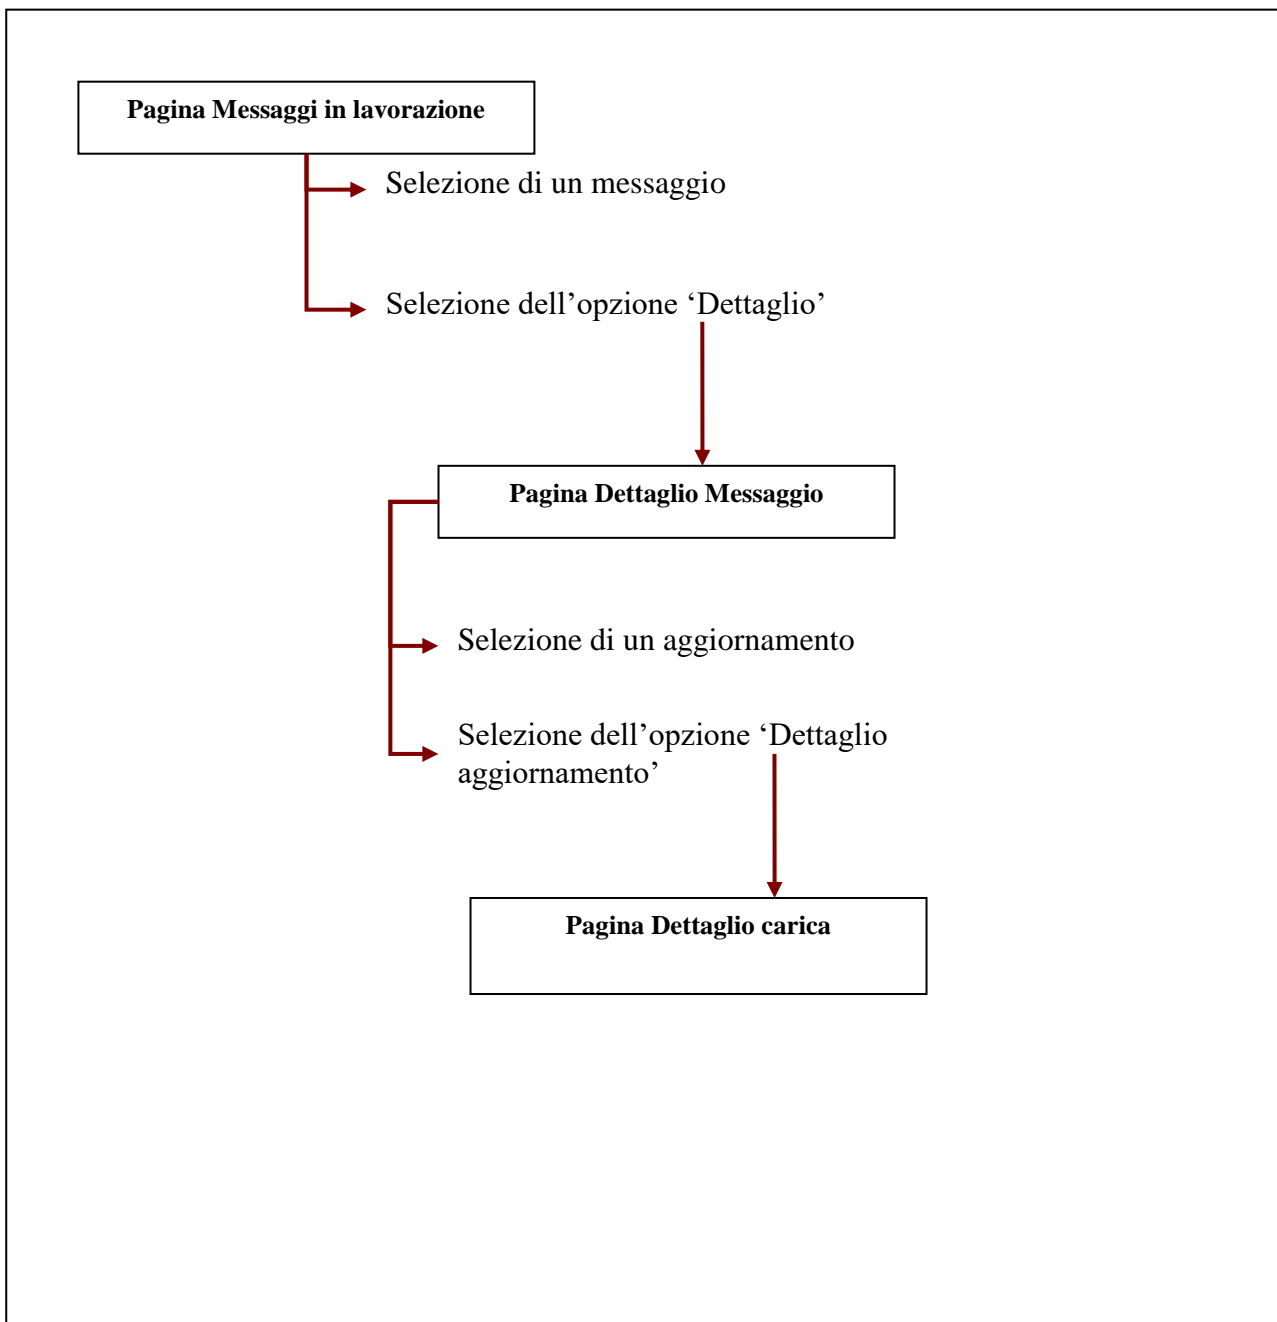 Pagina Messaggi in lavorazione
Selezione di un messaggio
Selezione dell’opzione ‘Dettaglio’
Pagina Dettaglio Messaggio
Selezione di un aggiornamento
Selezione dell’opzione ‘Dettaglio
aggiornamento’
Pagina Dettaglio carica